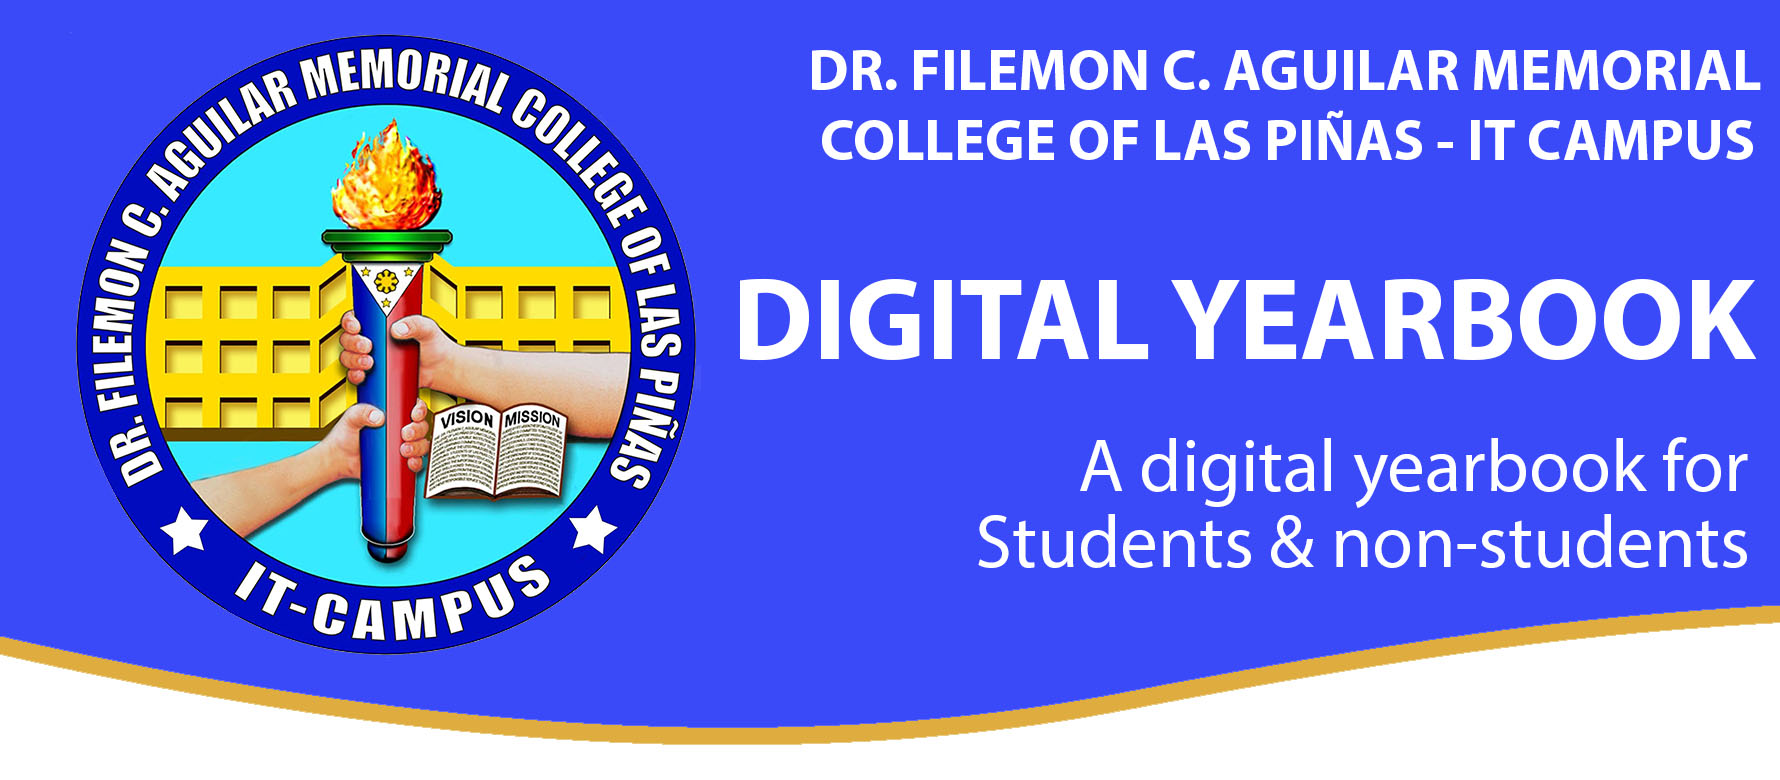 DR. FILEMON C. AGUILAR MEMORIAL COLLEGE OF LAS PIÑAS
IT-CAMPUS
VISION
MISSION
DR. FILEMON C. AGUILAR MEMORIAL
COLLEGE OF LAS PIÑAS - IT CAMPUS
DIGITAL YEARBOOK
A digital yearbook for
Students & non-students